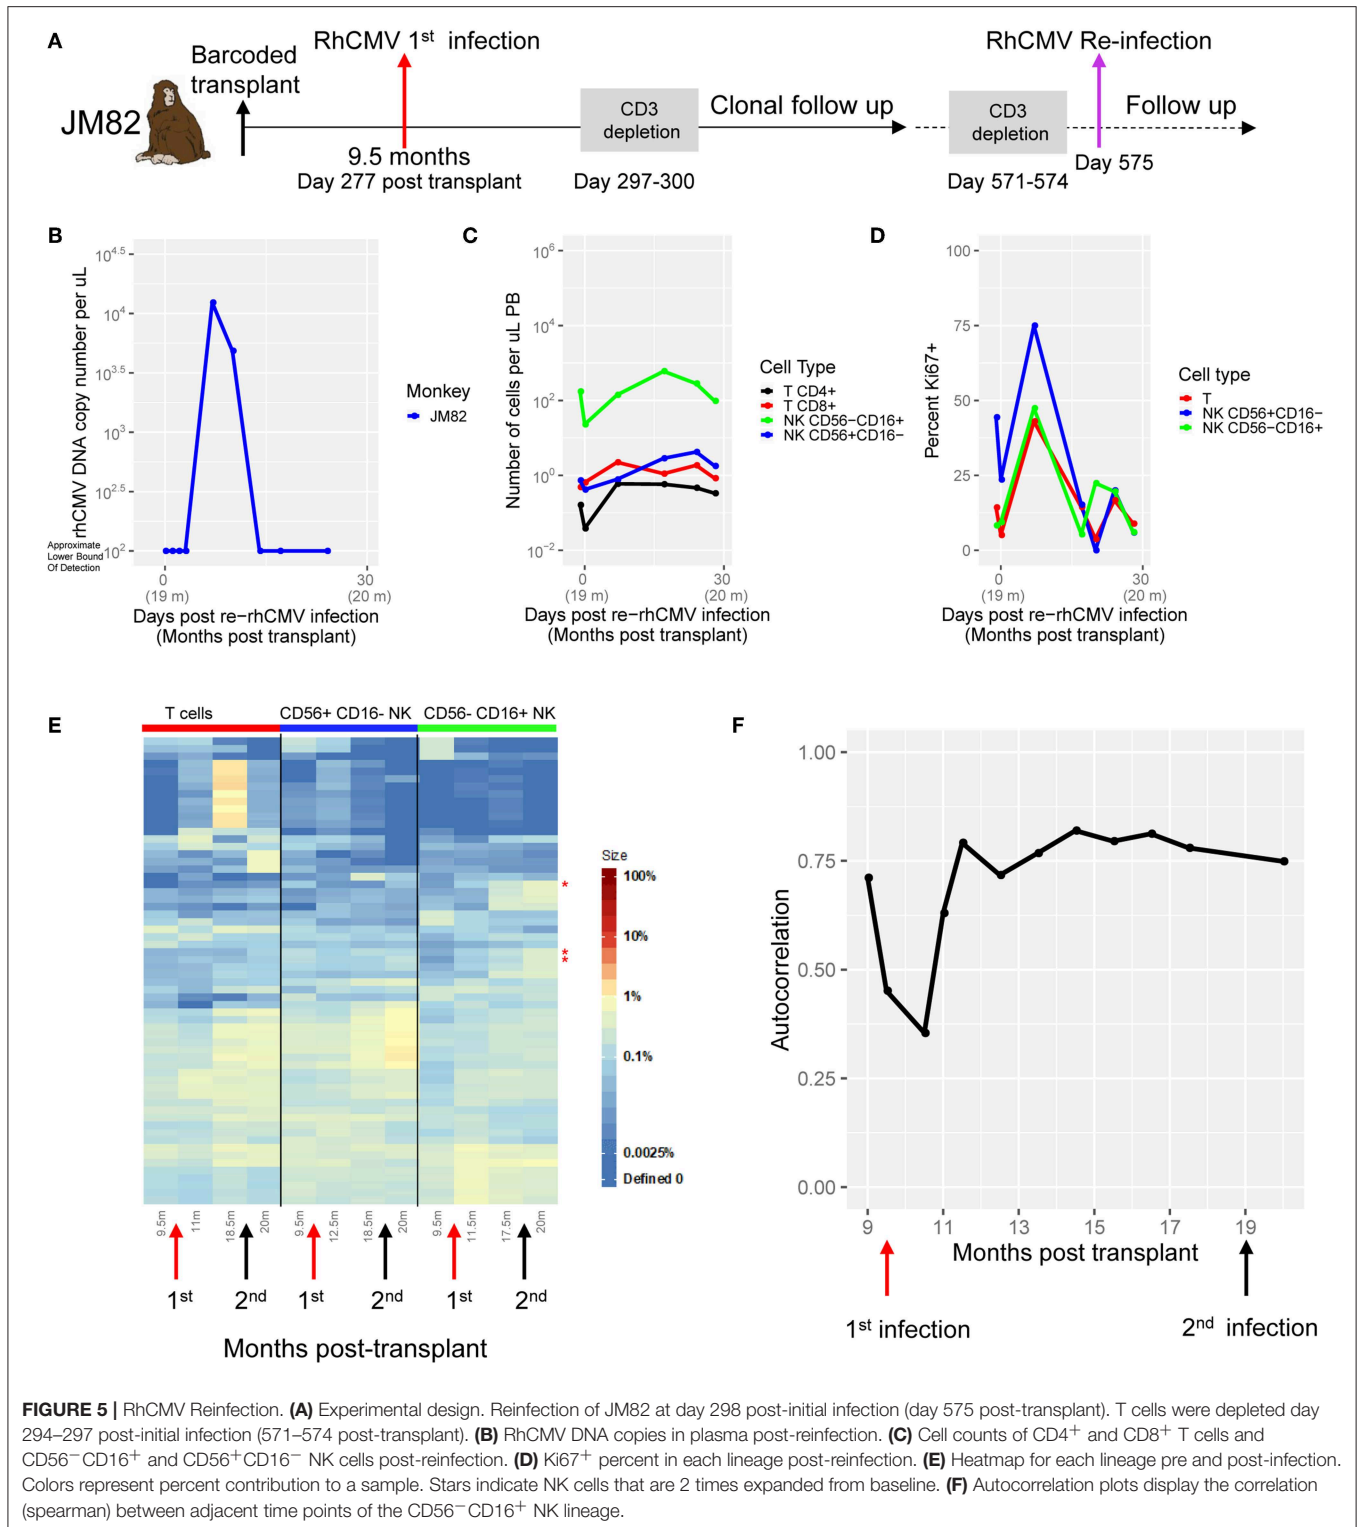 A
RhCMV 1st infection
RhCMV Re-infection
Barcoded
transplant
JM82
CD3
depletion
Clonal follow up
CD3
depletion
Follow up
9.5 months
Day 277 post transplant
Day 297-300
Day 571-574
Day 575
B
rhCMV DNA copy number per uL
10^4.5
10^4
10^3.5
10^3
10^2.5
10^2
Approximate
Lower Bound
Of Detection
0
(19 m)
30
(20 m)
Days post re−rhCMV infection
(Months post transplant)
Monkey
JM82
C
Number of cells per uL PB
10^6
10^4
10^2
10^0
10^−2
0
(19 m)
30
(20 m)
Days post re−rhCMV infection
(Months post transplant)
Cell Type
T CD4+
T CD8+
NK CD56−CD16+
NK CD56+CD16−
D
Percent Ki67+
100
75
50
25
0
0
(19 m)
30
(20 m)
Days post re−rhCMV infection
(Months post transplant)
Cell type
T
NK CD56+CD16−
NK CD56−CD16+
E
T cells
CD56+ CD16- NK
CD56- CD16+ NK
*
*
*
Size
100%
10%
1%
0.1%
0.0025%
Defined 0
9.5m 11m 18.5m 20m 9.5m 12.5m 18.5m 20m 9.5m 11.5m 17.5m 20m
1st 2nd 1st 2nd 1st 2nd
Months post-transplant
F
Autocorrelation
1.00
0.75
0.50
0.25
0.00
9 11 13 15 17 19
Months post transplant
1st infection
2nd infection
FIGURE 5 | RhCMV Reinfection. (A) Experimental design. Reinfection of JM82 at day 298 post-initial infection (day 575 post-transplant). T cells were depleted day
294–297 post-initial infection (571–574 post-transplant). (B) RhCMV DNA copies in plasma post-reinfection. (C) Cell counts of CD4+ and CD8+ T cells and
CD56−CD16+ and CD56+CD16− NK cells post-reinfection. (D) Ki67+ percent in each lineage post-reinfection. (E) Heatmap for each lineage pre and post-infection.
Colors represent percent contribution to a sample. Stars indicate NK cells that are 2 times expanded from baseline. (F) Autocorrelation plots display the correlation
(spearman) between adjacent time points of the CD56−CD16+ NK lineage.